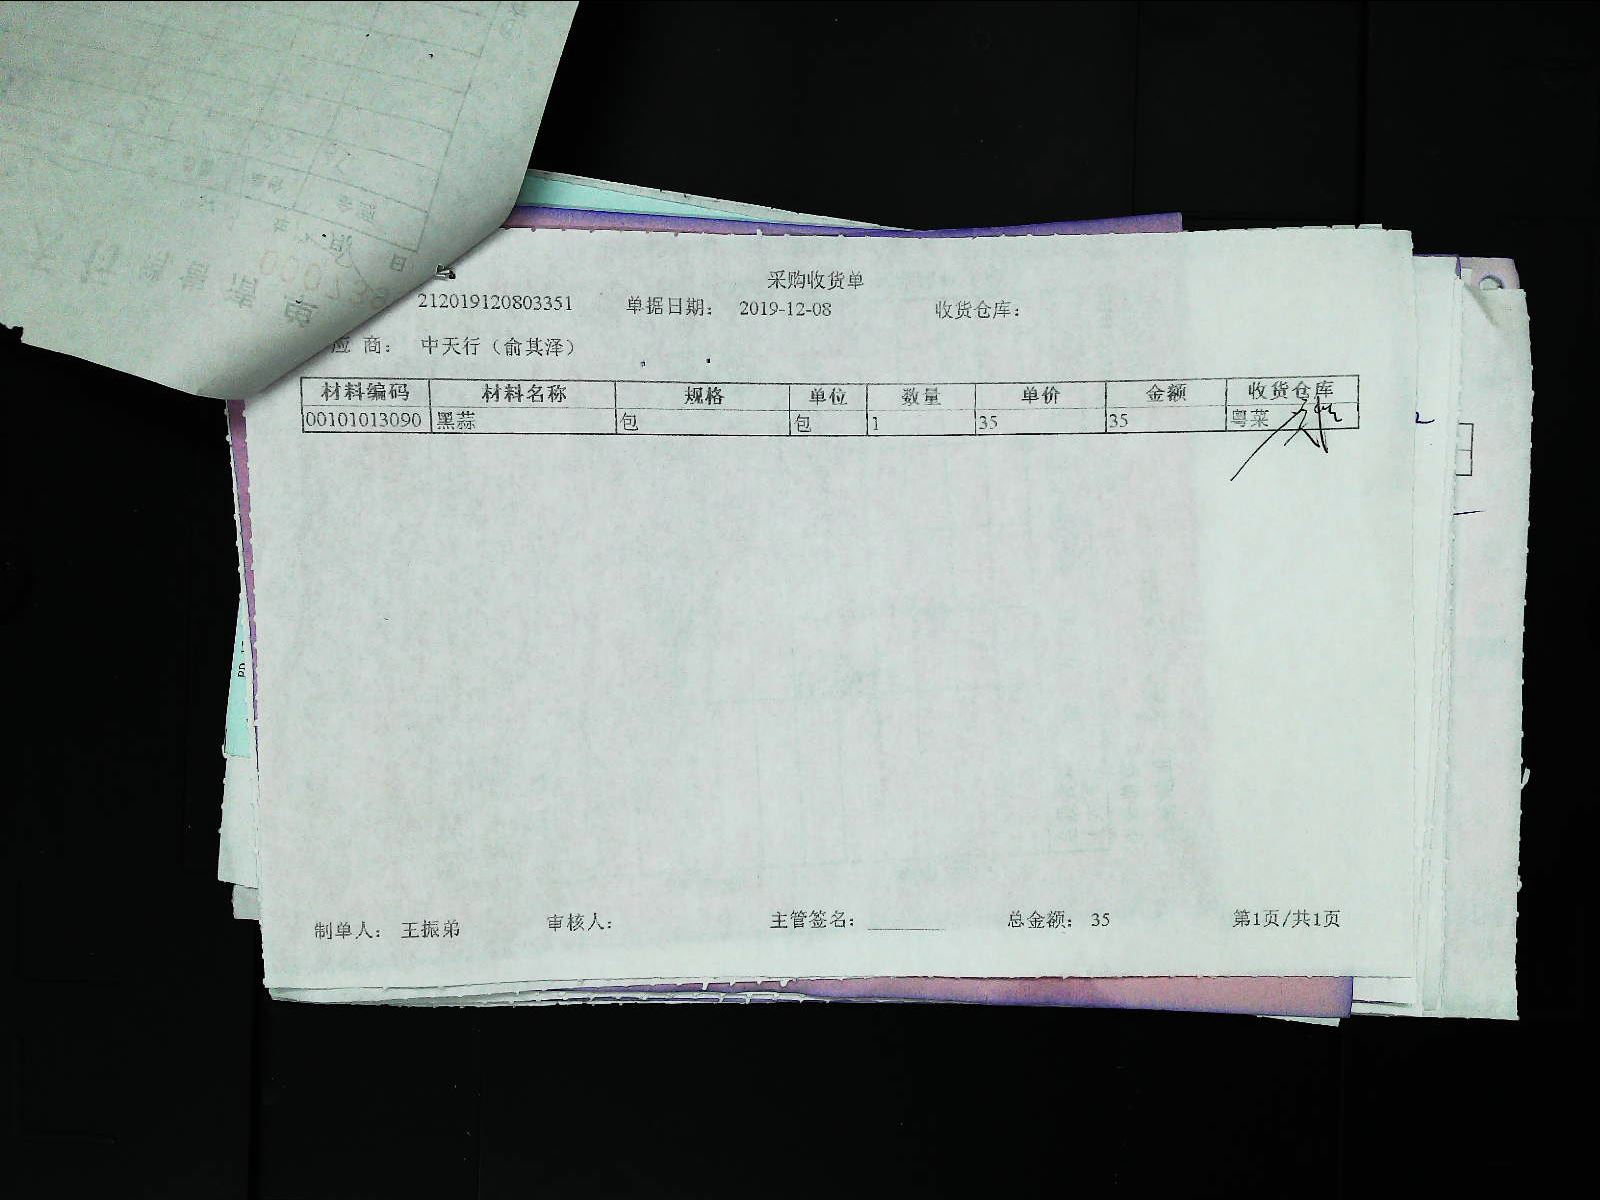 采购收货单
212019120803351 单据日期： 2019-12-08 收货仓库：
应 商： 中天行（俞其泽）
材料编码 材料名称 规格 单位 数量 单价 金额 收货仓库
00101013090 黑蒜 包 包 1 35 35 粤菜
制单人： 王振弟 审核人： 主管签名： 总金额： 35 第1页/共1页